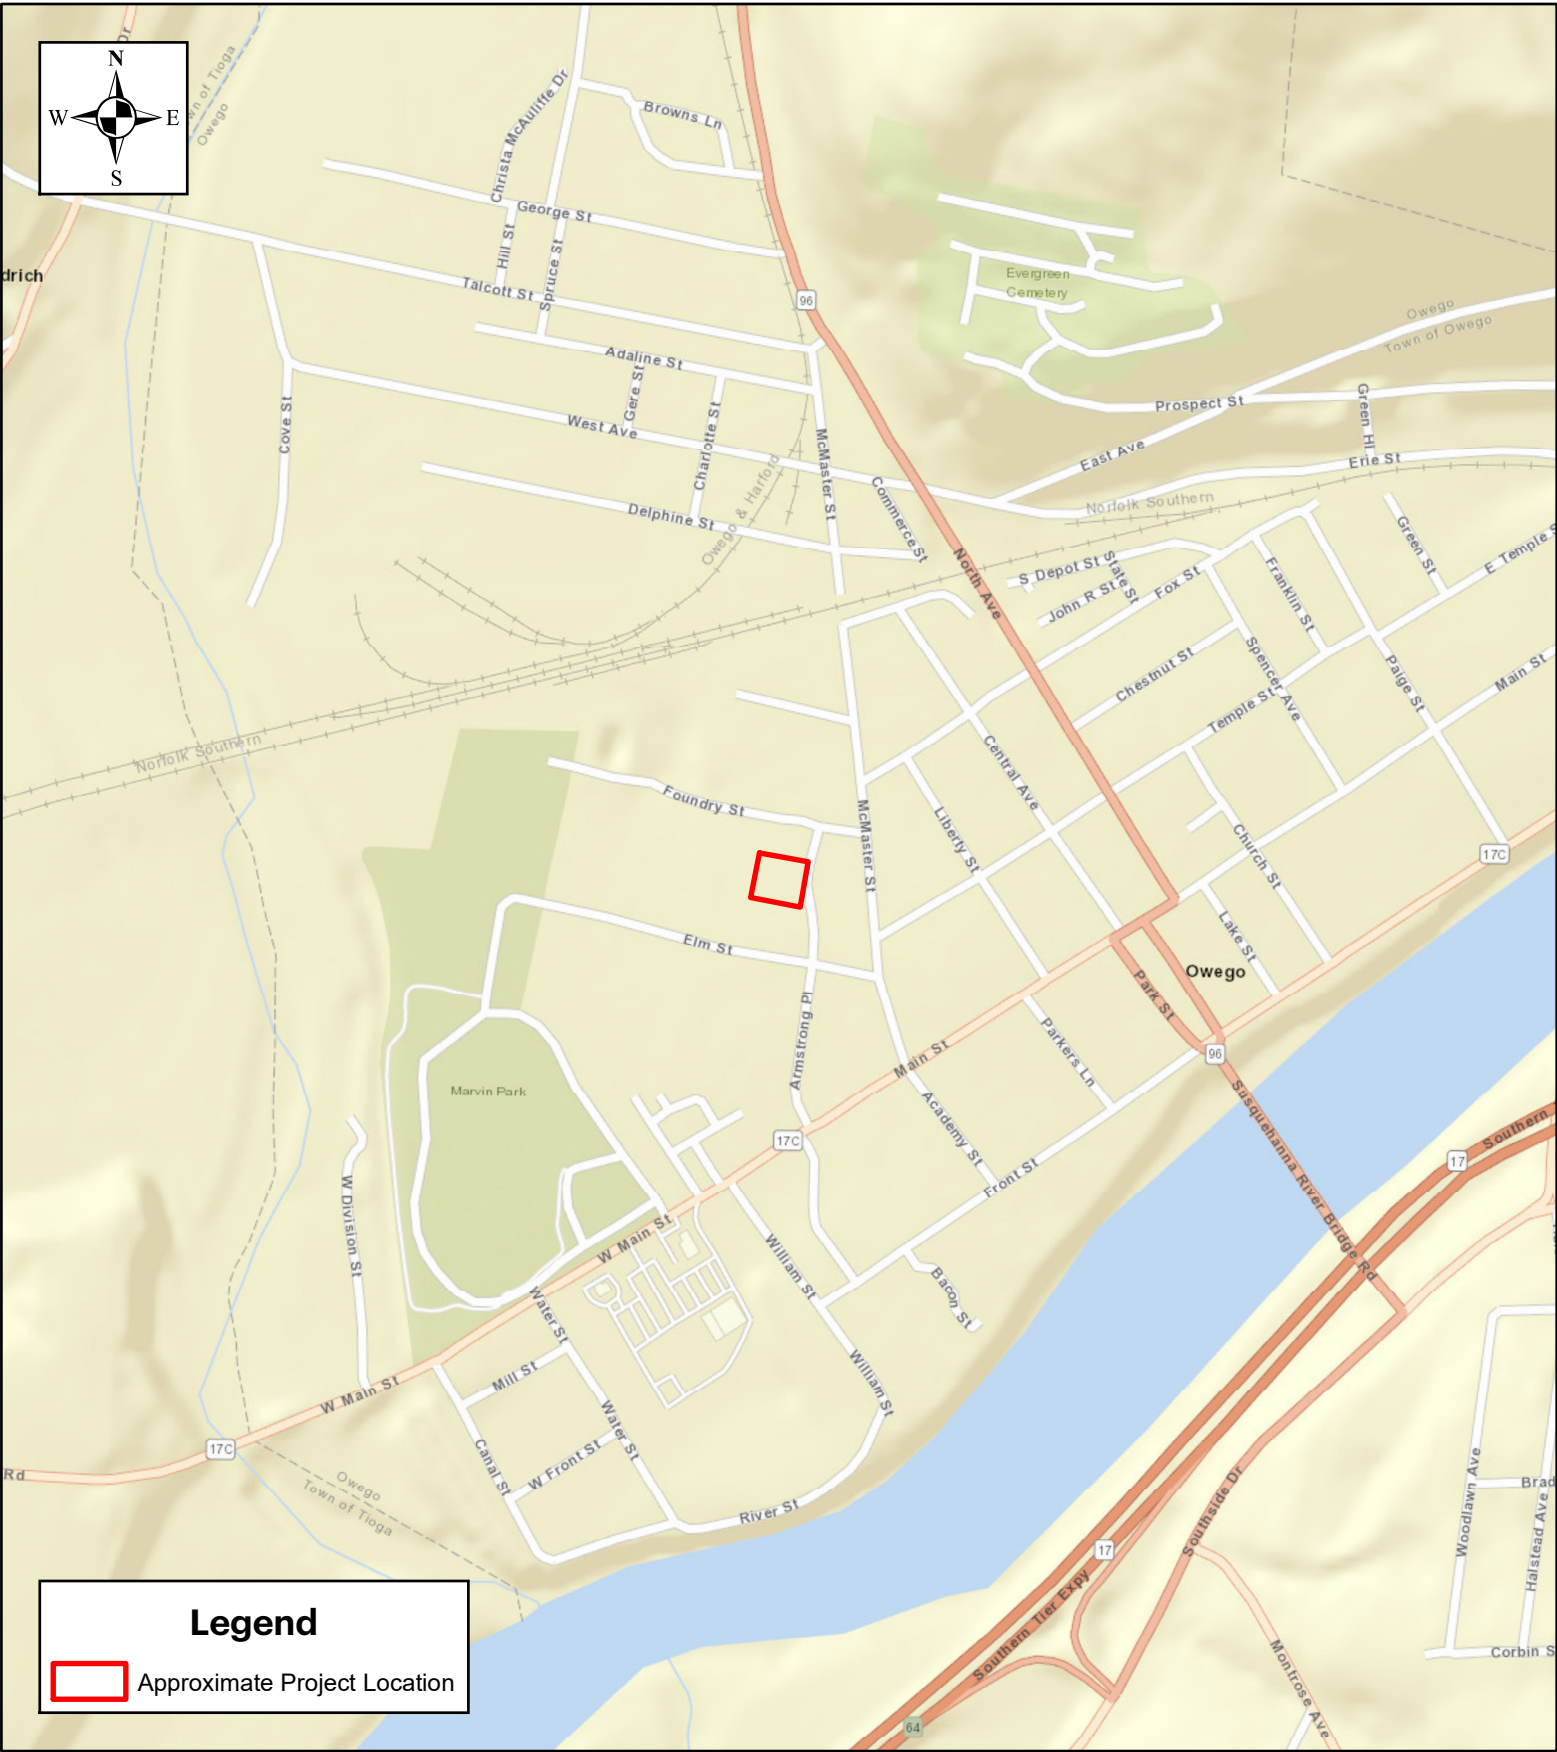 N
W E
S
wn of Tioga
Owego
Christa McAuliffe Dr
Browns Ln
George St
Hill St
Spruce St
Talcott St
drich
96
Evergreen
Cemetery
Owego
Town of Owego
Adaline St
Gere St
Charlotte St
Cove St
West Ave
McMaster St
Commerce St
Prospect St
Green Hl
East Ave
Erie St
Delphine St
Owego & Harford
Norfolk Southern
North Ave
S Depot St
State St
John R St
Fox St
Franklin St
Green St
E Temple S
Chestnut St
Spencer Ave
Temple St
Paige St
Main St
Norfolk Southern
Foundry St
McMaster St
Central Ave
Liberty St
Church St
17C
Elm St
Lake St
Owego
Park St
Armstrong Pl
Main St
Parkers Ln
96
Marvin Park
Academy St
17C
Front St
Susquehanna River Bridge Rd
Southern
17
W Division St
W Main St
William St
Bacon St
Water St
Mill St
William St
W Main St
17C
Rd
Water St
Canal St
W Front St
Owego
Town of Tioga
River St
17
Southern Tier Expy
Southside Dr
Woodlawn Ave
Brad
Halstead Ave
Corbin S
Montrose Ave
64
Legend
Approximate Project Location